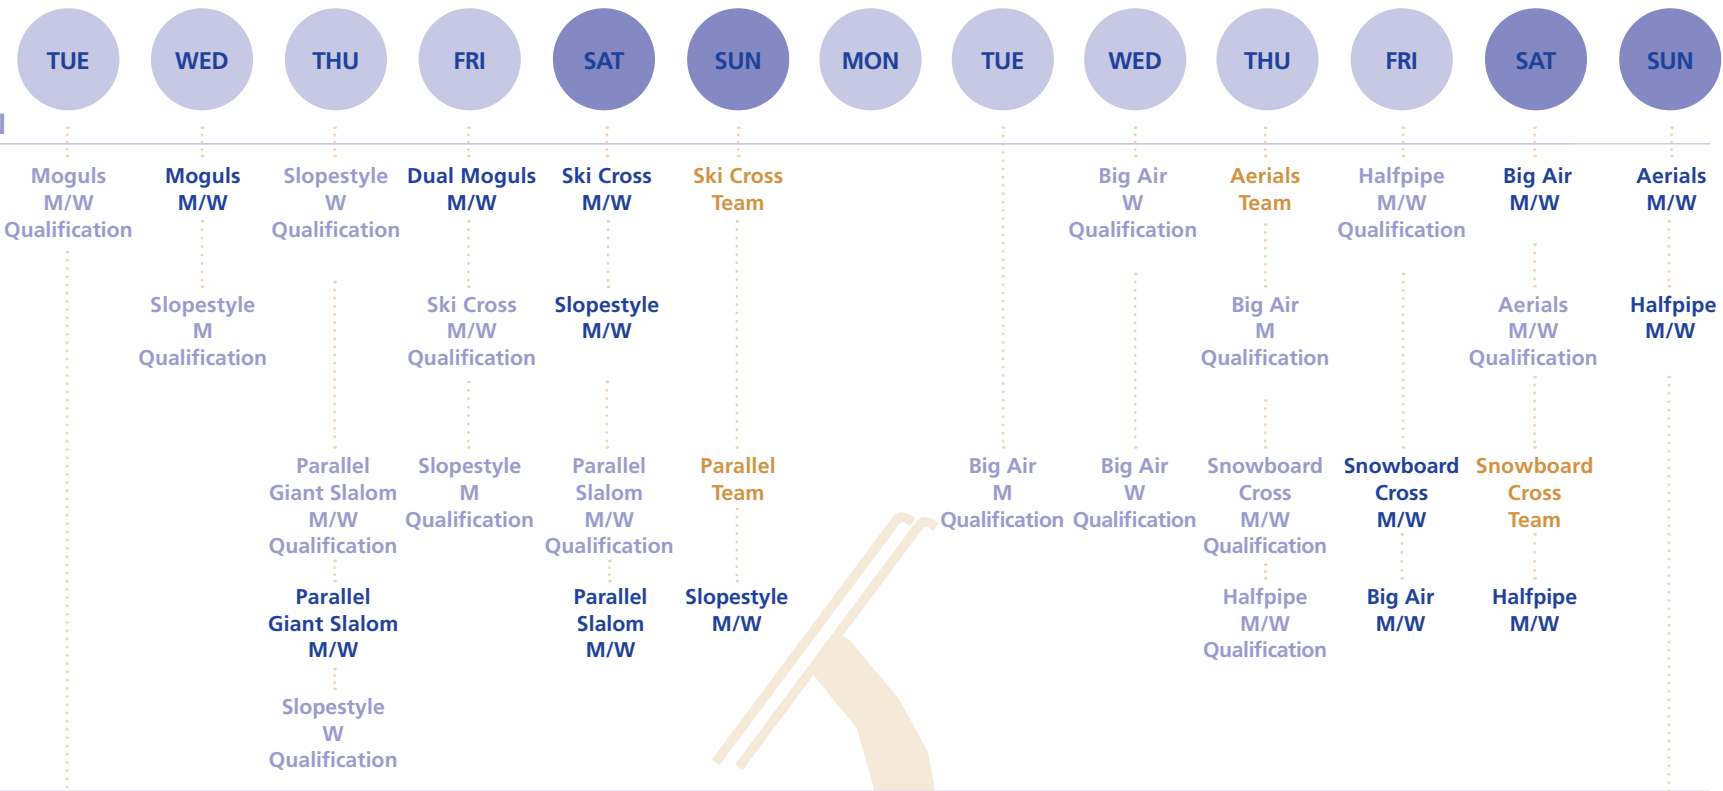 TUE WED THU FRI SAT SUN MON TUE WED THU FRI SAT SUN
Moguls
M/W
Qualification
Moguls
M/W
Slopestyle
M
Qualification
Slopestyle
W
Qualification
Parallel
Giant Slalom
M/W
Qualification
Parallel
Giant Slalom
M/W
Slopestyle
W
Qualification
Dual Moguls
M/W
Ski Cross
M/W
Qualification
Slopestyle
M
Qualification
Ski Cross
M/W
Slopestyle
M/W
Parallel
Slalom
M/W
Qualification
Parallel
Slalom
M/W
Ski Cross
Team
Parallel
Team
Slopestyle
M/W
Big Air
M
Qualification
Big Air
W
Qualification
Big Air
W
Qualification
Aerials
Team
Big Air
M
Qualification
Snowboard
Cross
M/W
Qualification
Halfpipe
M/W
Qualification
Halfpipe
M/W
Qualification
Snowboard
Cross
M/W
Big Air
M/W
Big Air
M/W
Aerials
M/W
Qualification
Snowboard
Cross
Team
Halfpipe
M/W
Aerials
M/W
Halfpipe
M/W